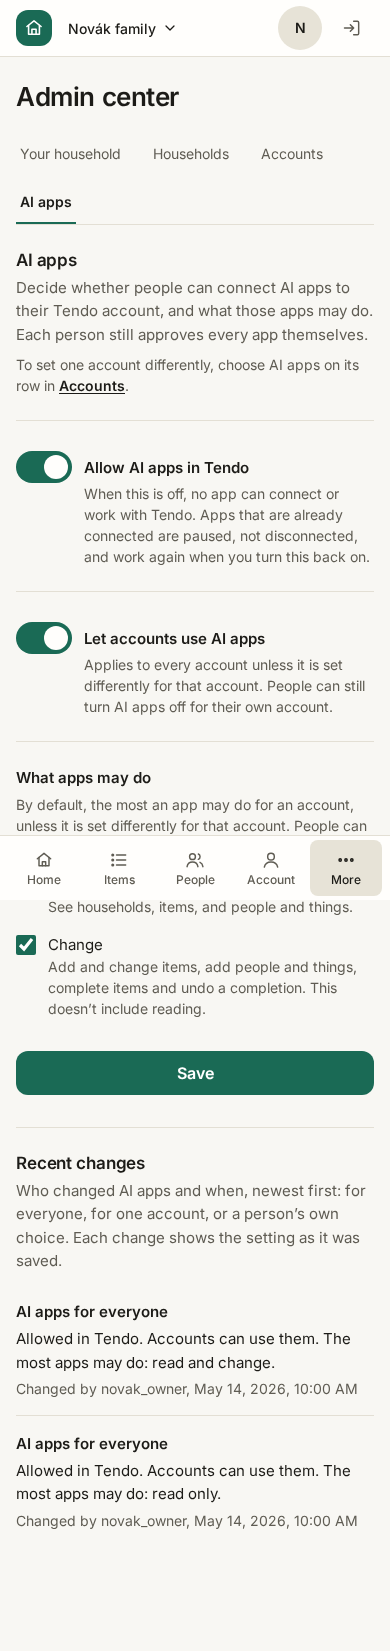 Novák family
N
Admin center
Your household
Households
Accounts
AI apps
AI apps
Decide whether people can connect AI apps to
their Tendo account, and what those apps may do.
Each person still approves every app themselves.
To set one account differently, choose AI apps on its
row in Accounts.
Allow AI apps in Tendo
When this is off, no app can connect or
work with Tendo. Apps that are already
connected are paused, not disconnected,
and work again when you turn this back on.
Let accounts use AI apps
Applies to every account unless it is set
differently for that account. People can still
turn AI apps off for their own account.
What apps may do
By default, the most an app may do for an account,
unless it is set differently for that account. People can
Home
Items
People
Account
More
See households, items, and people and things.
Change
Add and change items, add people and things,
complete items and undo a completion. This
doesn’t include reading.
Save
Recent changes
Who changed AI apps and when, newest first: for
everyone, for one account, or a person’s own
choice. Each change shows the setting as it was
saved.
AI apps for everyone
Allowed in Tendo. Accounts can use them. The
most apps may do: read and change.
Changed by novak_owner, May 14, 2026, 10:00 AM
AI apps for everyone
Allowed in Tendo. Accounts can use them. The
most apps may do: read only.
Changed by novak_owner, May 14, 2026, 10:00 AM